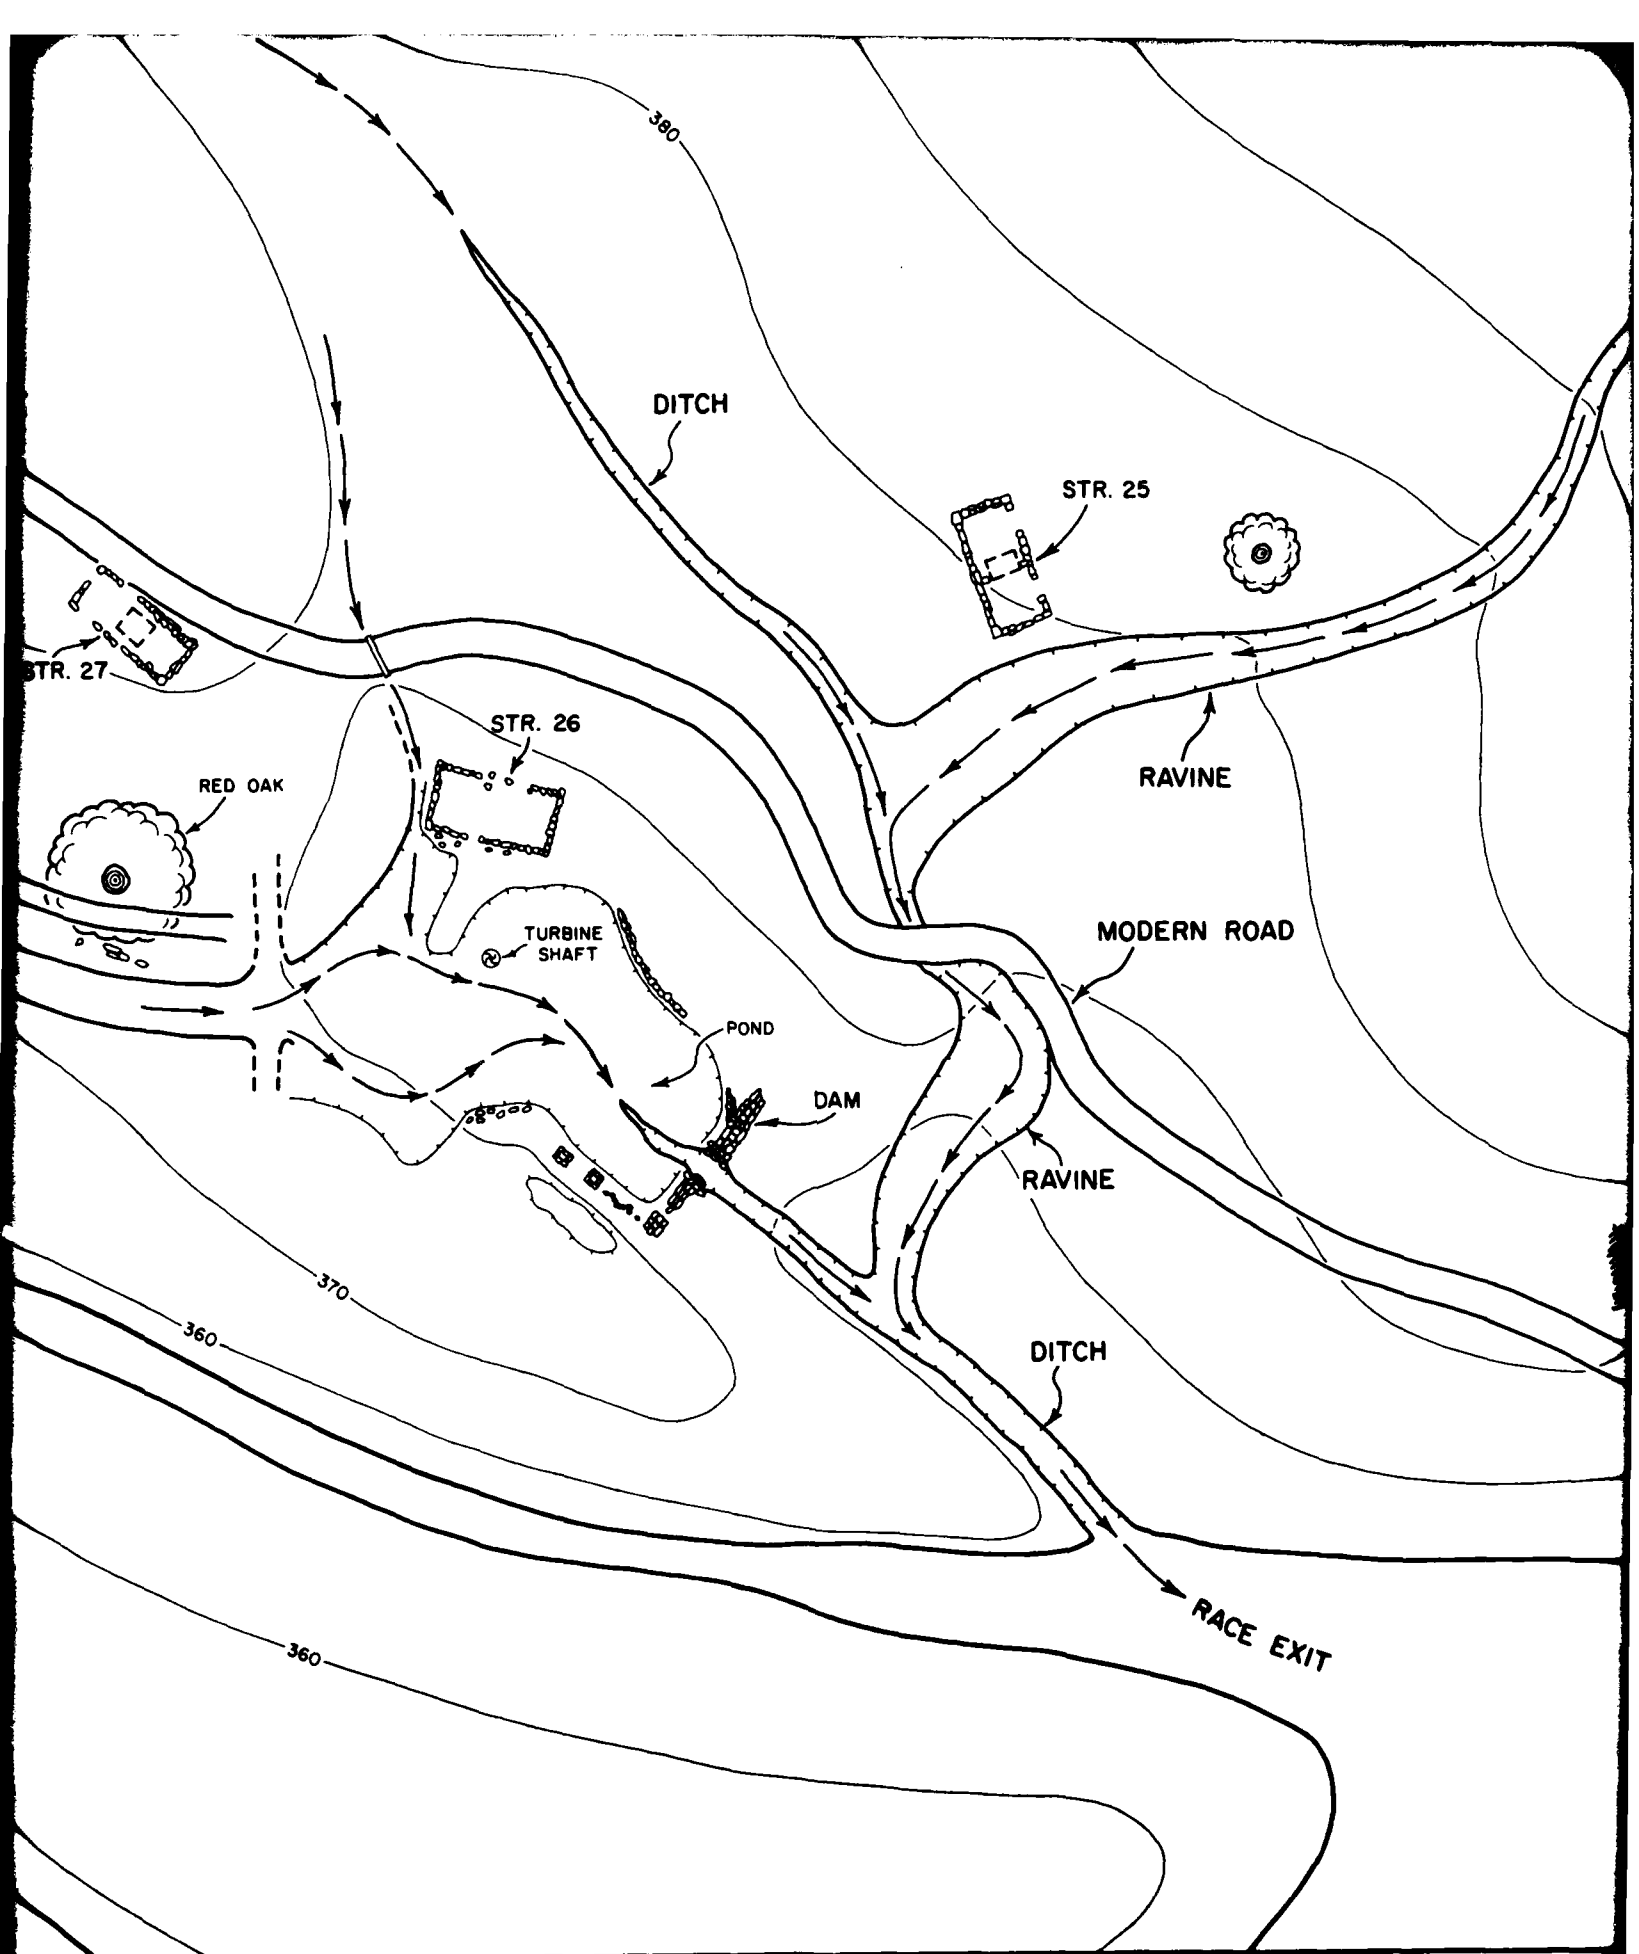 380
DITCH
STR. 25
STR. 27
STR. 26
RAVINE
RED OAK
TURBINE
SHAFT
MODERN ROAD
POND
DAM
RAVINE
370
360
DITCH
RACE EXIT
360